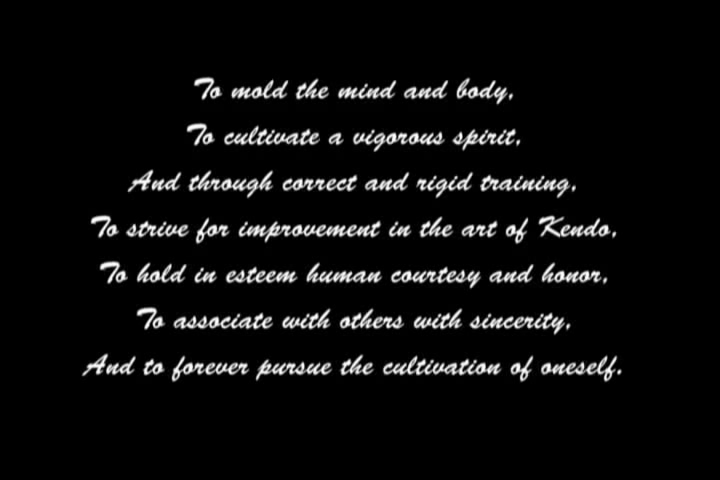 To mold the mind and body,
To cultivate a vigorous spirit,
And through correct and rigid training,
To strive for improvement in the art of Kendo,
To hold in esteem human courtesy and honor,
To associate with others with sincerity,
And to forever pursue the cultivation of oneself.